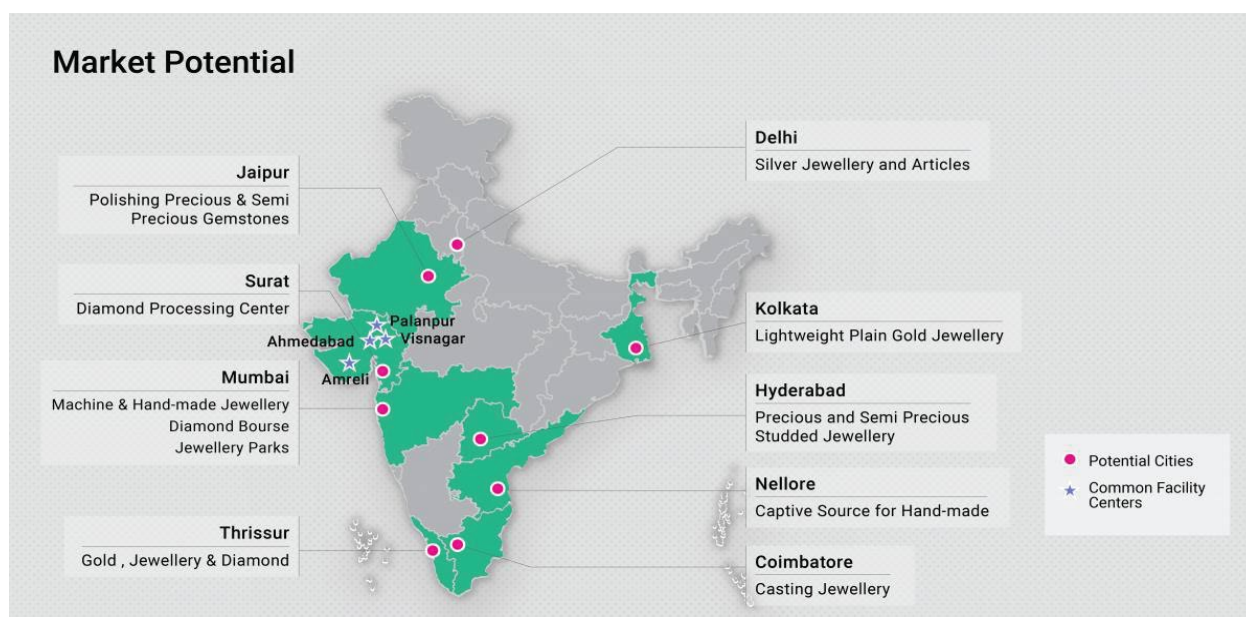 Market Potential
Jaipur
Polishing Precious & Semi
Precious Gemstones
Surat
Diamond Processing Center
Mumbai
Machine & Hand-made Jewellery
Diamond Bourse
Jewellery Parks
Thrissur
Gold , Jewellery & Diamond
Palanpur
Ahmedabad
Visnagar
Amreli
Delhi
Silver Jewellery and Articles
Kolkata
Lightweight Plain Gold Jewellery
Hyderabad
Precious and Semi Precious
Studded Jewellery
Nellore
Captive Source for Hand-made
Coimbatore
Casting Jewellery
Potential Cities
Common Facility
Centers